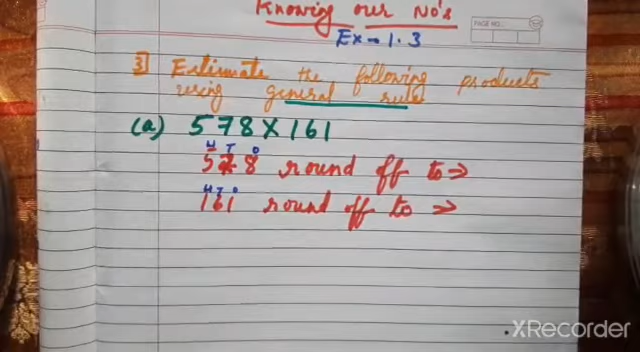 Knowing our No's
PAGE NO.
Ex → 1.3
3] Estimate the following products
using general rule
(a) 578 X 161
H T O
578 round off to ⇒
H T O
161 round off to ⇒
XRecorder